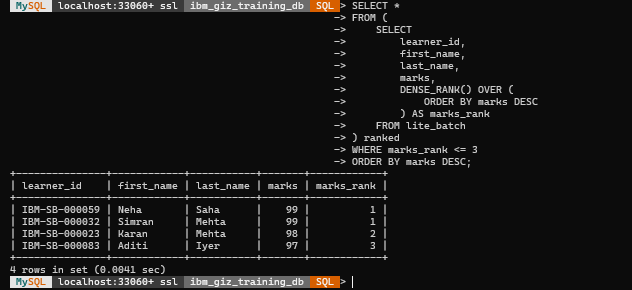 MySQL localhost:33060+ ssl ibm_giz_training_db SQL> SELECT *
-> FROM (
->     SELECT
->         learner_id,
->         first_name,
->         last_name,
->         marks,
->         DENSE_RANK() OVER (
->             ORDER BY marks DESC
->         ) AS marks_rank
->     FROM lite_batch
-> ) ranked
-> WHERE marks_rank <= 3
-> ORDER BY marks DESC;
+---------------+------------+-----------+-------+------------+
| learner_id    | first_name | last_name | marks | marks_rank |
+---------------+------------+-----------+-------+------------+
| IBM-SB-000059 | Neha       | Saha      |    99 |          1 |
| IBM-SB-000032 | Simran     | Mehta     |    99 |          1 |
| IBM-SB-000023 | Karan      | Mehta     |    98 |          2 |
| IBM-SB-000083 | Aditi      | Iyer      |    97 |          3 |
+---------------+------------+-----------+-------+------------+
4 rows in set (0.0041 sec)
MySQL localhost:33060+ ssl ibm_giz_training_db SQL>